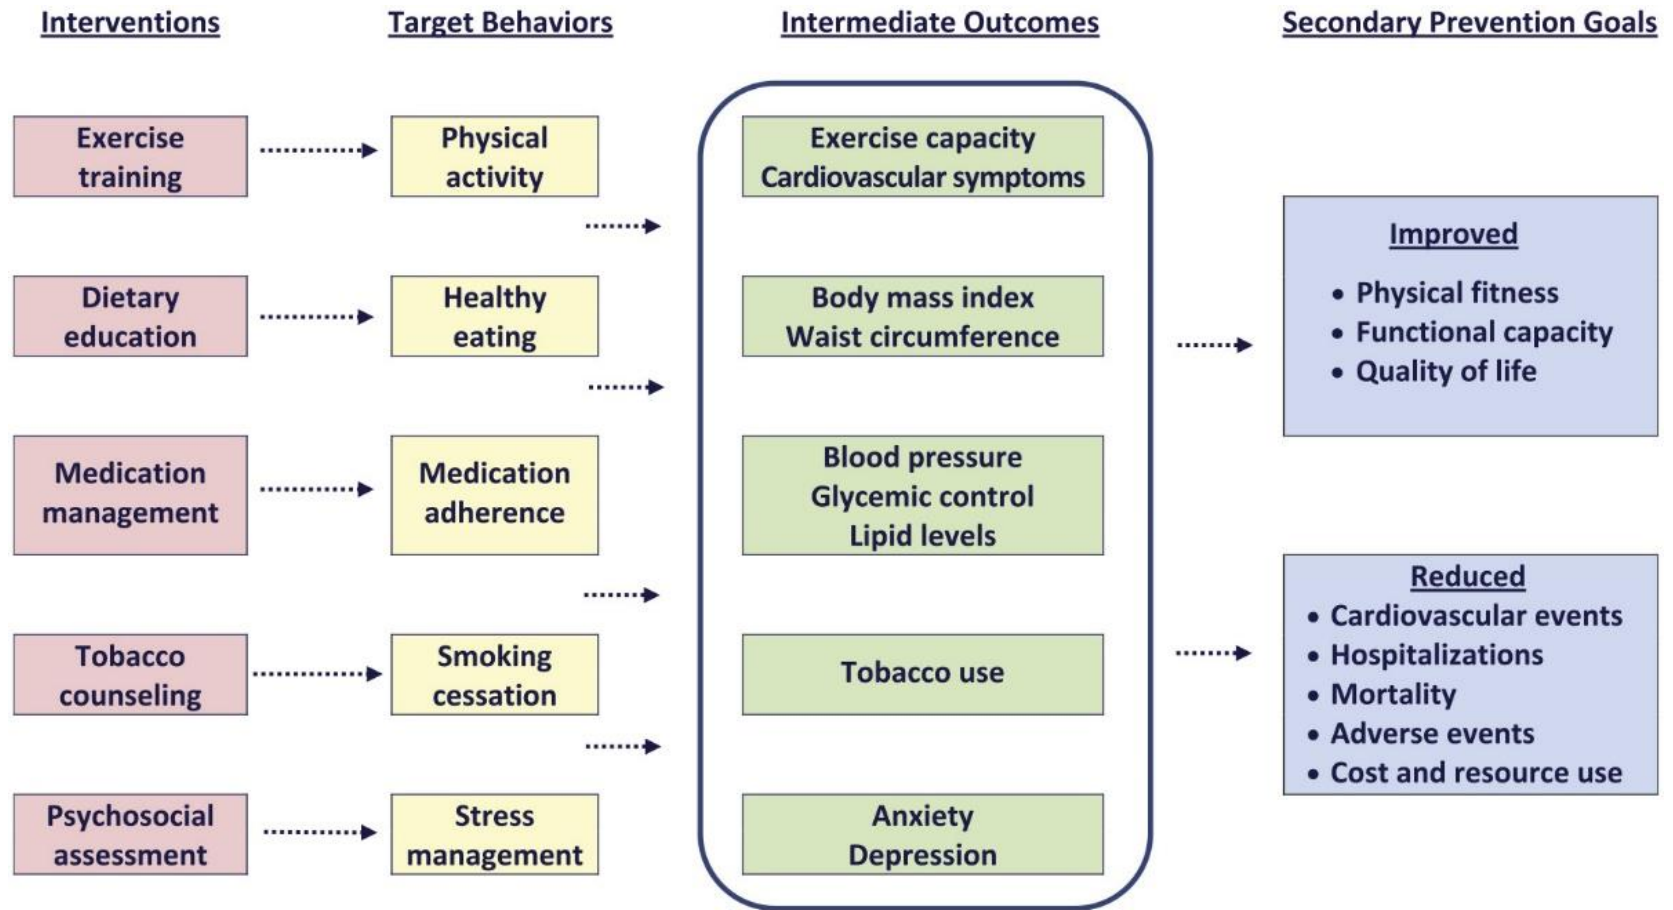 Interventions
Target Behaviors
Intermediate Outcomes
Secondary Prevention Goals
Exercise
training
Physical
activity
Exercise capacity
Cardiovascular symptoms
Dietary
education
Healthy
eating
Body mass index
Waist circumference
Medication
management
Medication
adherence
Blood pressure
Glycemic control
Lipid levels
Tobacco
counseling
Smoking
cessation
Tobacco use
Psychosocial
assessment
Stress
management
Anxiety
Depression
Improved
• Physical fitness
• Functional capacity
• Quality of life
Reduced
• Cardiovascular events
• Hospitalizations
• Mortality
• Adverse events
• Cost and resource use